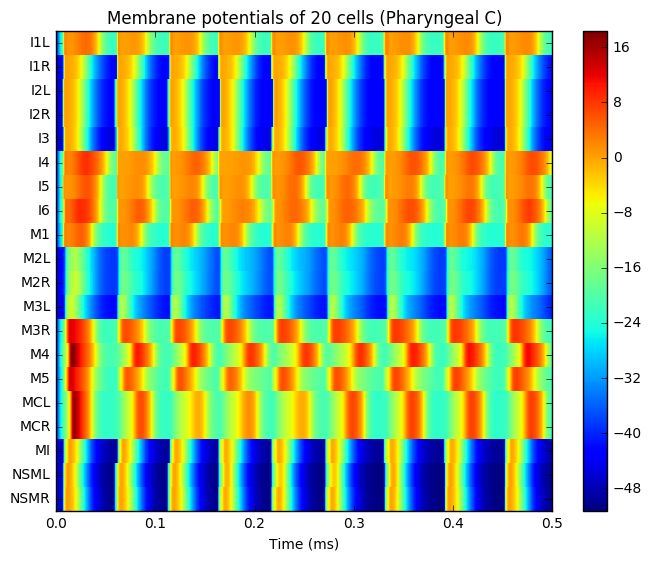 Membrane potentials of 20 cells (Pharyngeal C)
I1L
I1R
I2L
I2R
I3
I4
I5
I6
M1
M2L
M2R
M3L
M3R
M4
M5
MCL
MCR
MI
NSML
NSMR
0.0 0.1 0.2 0.3 0.4 0.5
Time (ms)
16
8
0
−8
−16
−24
−32
−40
−48